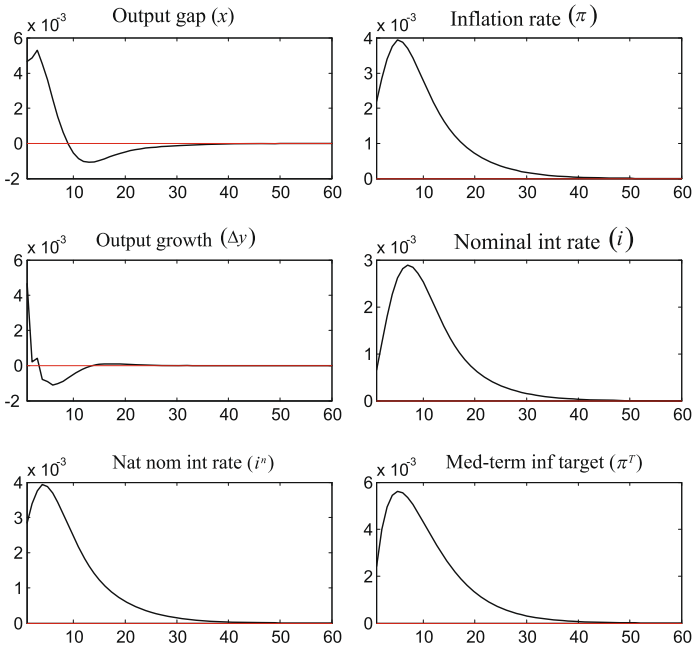 Output gap (x)
x 10⁻³
6
4
2
0
-2
10 20 30 40 50 60
Inflation rate (π)
x 10⁻³
4
3
2
1
0
10 20 30 40 50 60
Output growth (Δy)
x 10⁻³
6
4
2
0
-2
10 20 30 40 50 60
Nominal int rate (i)
x 10⁻³
3
2
1
0
10 20 30 40 50 60
Nat nom int rate (iⁿ)
x 10⁻³
4
3
2
1
0
10 20 30 40 50 60
Med-term inf target (πᵀ)
x 10⁻³
6
4
2
0
10 20 30 40 50 60